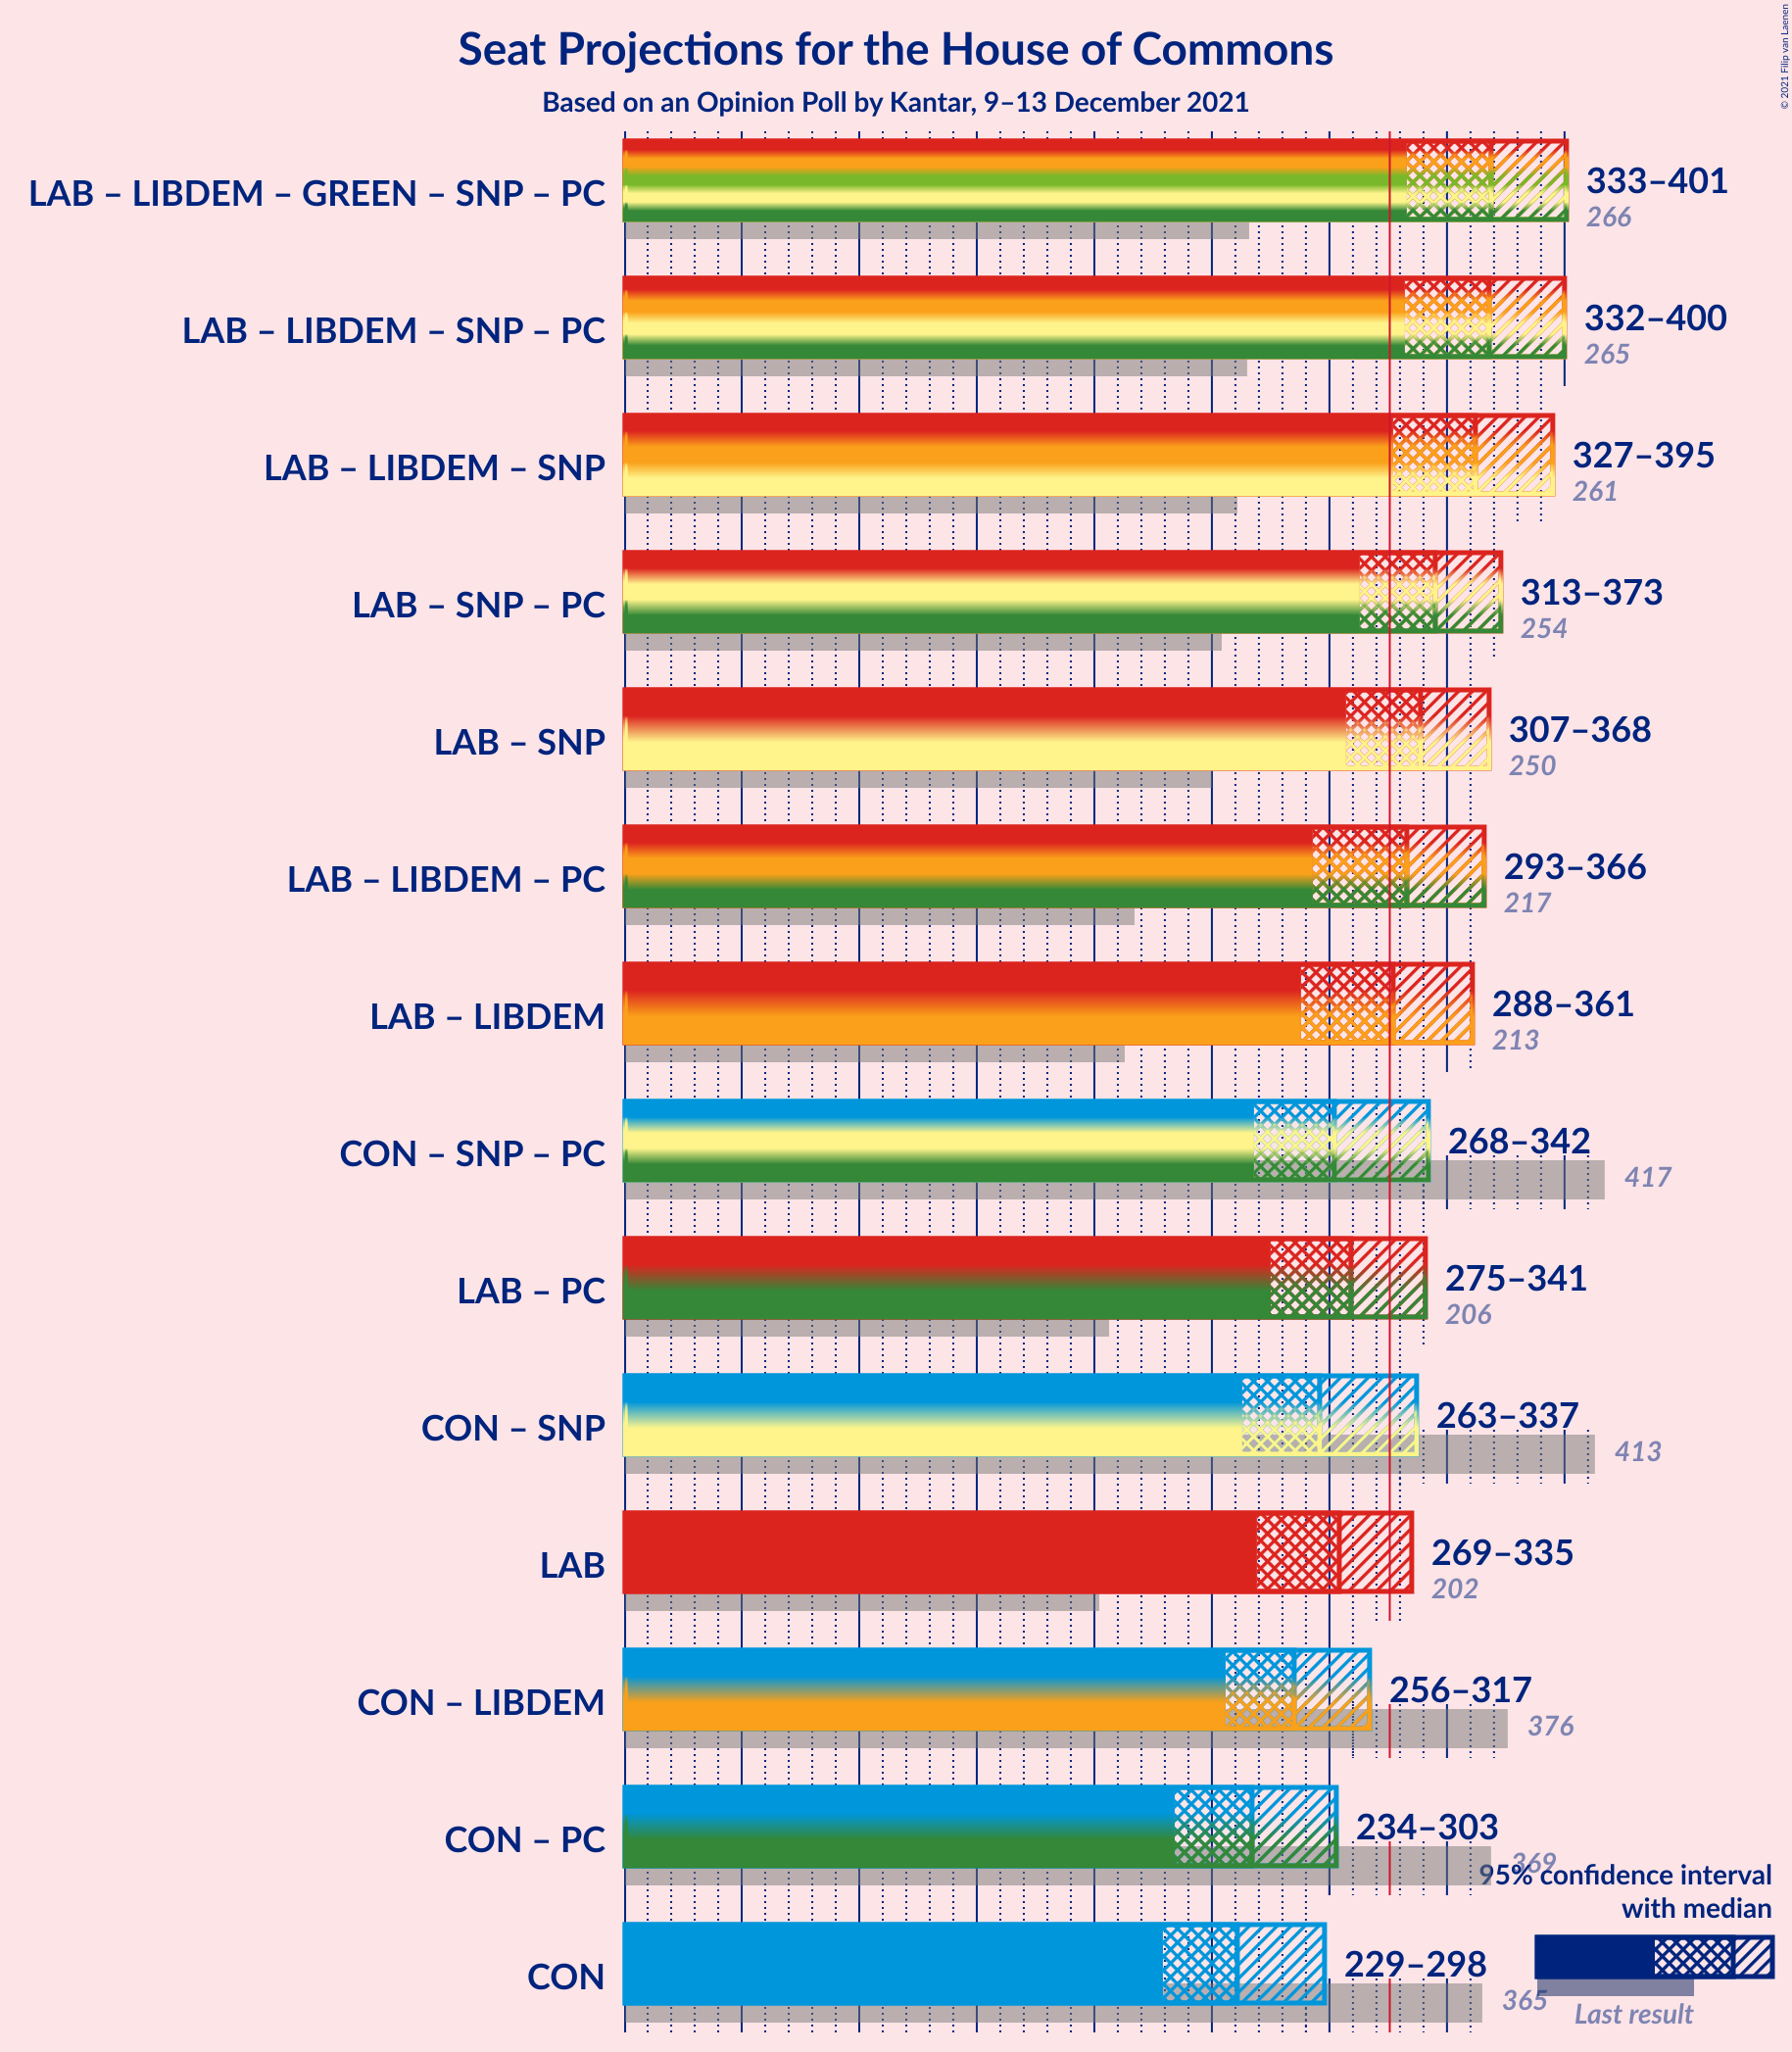 Seat Projections for the House of Commons
Based on an Opinion Poll by Kantar, 9–13 December 2021
© 2021 Filip van Laenen
LAB – LIBDEM – GREEN – SNP – PC
333–401
266
LAB – LIBDEM – SNP – PC
332–400
265
LAB – LIBDEM – SNP
327–395
261
LAB – SNP – PC
313–373
254
LAB – SNP
307–368
250
LAB – LIBDEM – PC
293–366
217
LAB – LIBDEM
288–361
213
CON – SNP – PC
268–342
417
LAB – PC
275–341
206
CON – SNP
263–337
413
LAB
269–335
202
CON – LIBDEM
256–317
376
CON – PC
234–303
369
CON
229–298
365
95% confidence interval
with median
Last result